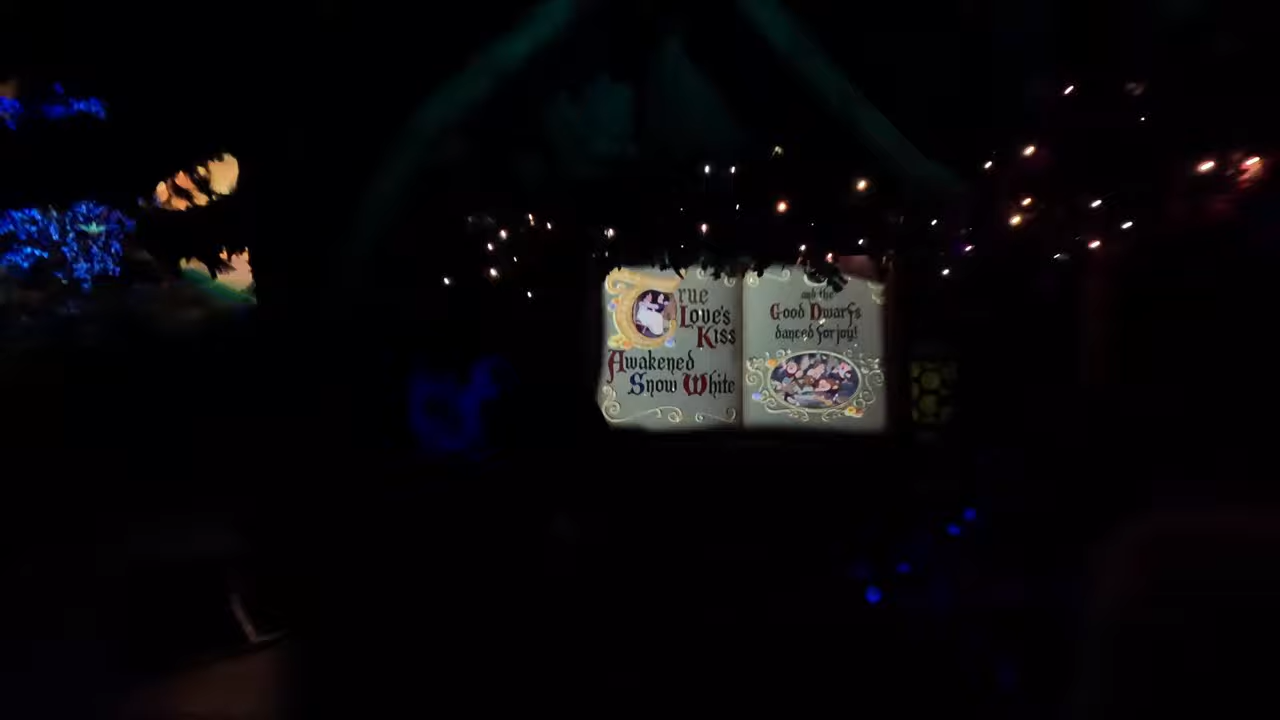 True
Love's
Kiss
Awakened
Snow White
and the
Good Dwarfs
danced for joy!